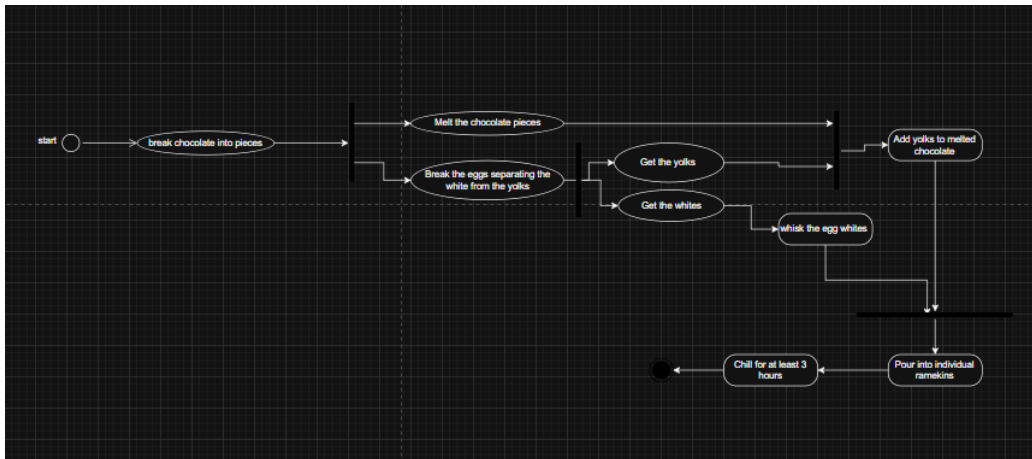 start
break chocolate into pieces
Melt the chocolate pieces
Break the eggs separating the
white from the yolks
Get the yolks
Get the whites
Add yolks to melted
chocolate
whisk the egg whites
Pour into individual
ramekins
Chill for at least 3
hours